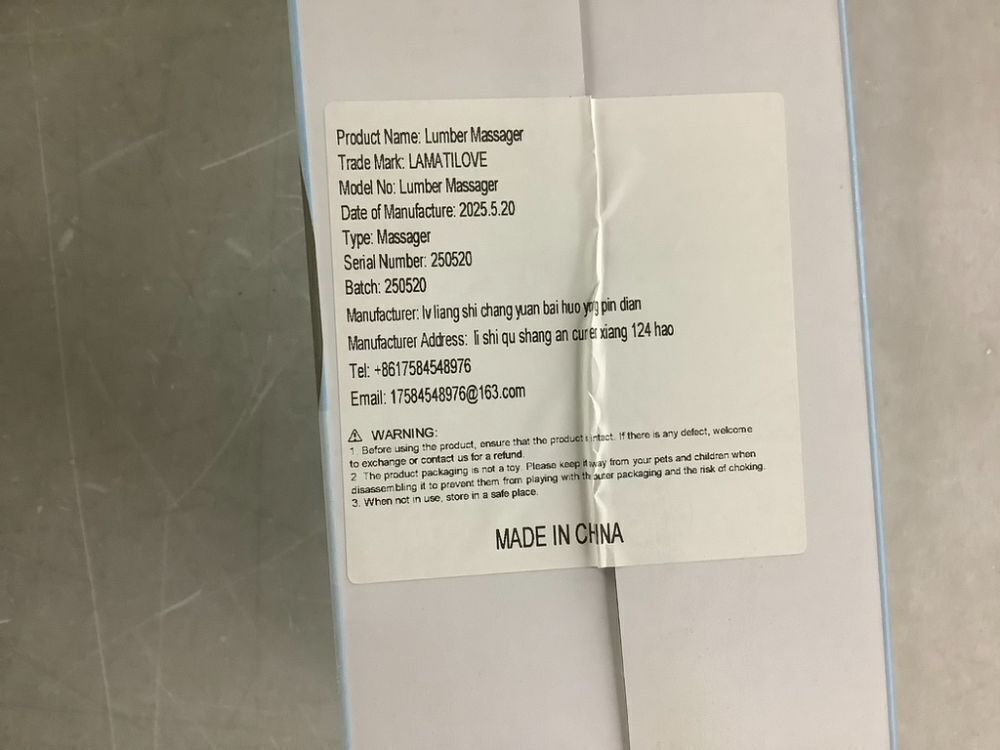 Product Name: Lumber Massager
Trade Mark: LAMATILOVE
Model No: Lumber Massager
Date of Manufacture: 2025.5.20
Type: Massager
Serial Number: 250520
Batch: 250520
Manufacturer: lv liang shi chang yuan bai huo pin dian
Manufacturer Address: li shi qu shang an xiang 124 hao
Tel: +8617584548976
Email: 17584548976@163.com
⚠ WARNING:
1. Before using the product, ensure that the product intact. If there is any defect, welcome
to exchange or contact us for a refund.
2. The product packaging is not a toy. Please keep away from your pets and children when
disassembling it to prevent them from playing with outer packaging and the risk of choking.
3. When not in use, store in a safe place.
MADE IN CHINA